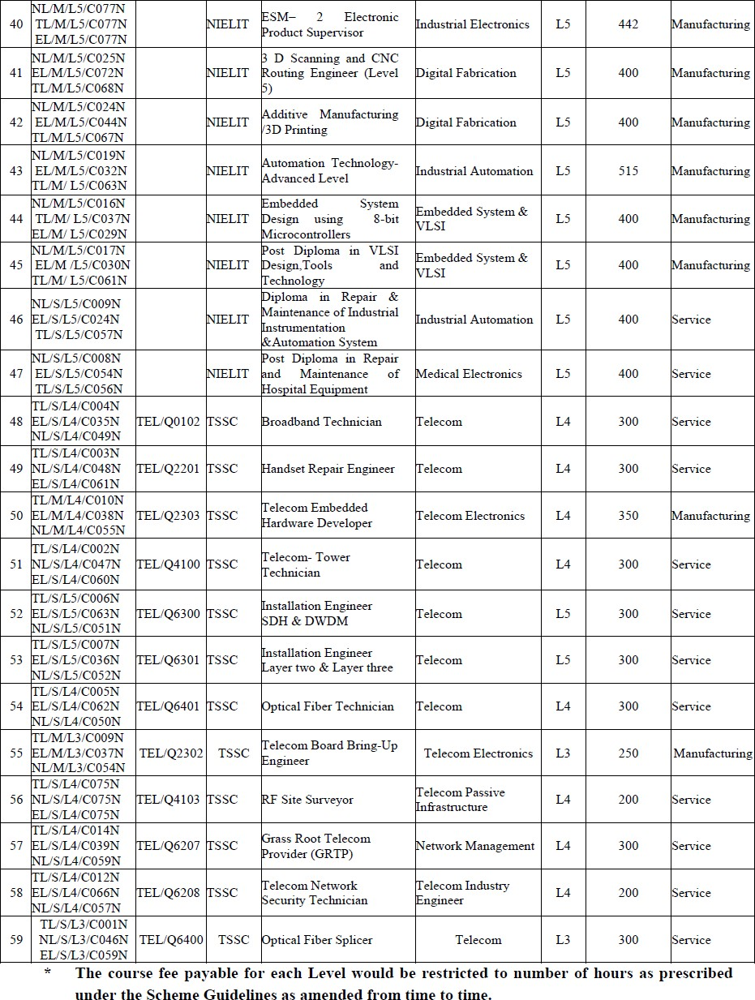 40
NL/M/L5/C077N
TL/M/L5/C077N
EL/M/L5/C077N
NIELIT
ESM– 2 Electronic
Product Supervisor
Industrial Electronics
L5
442
Manufacturing
41
NL/M/L5/C025N
EL/M/L5/C072N
TL/M/L5/C068N
NIELIT
3 D Scanning and CNC
Routing Engineer (Level
5)
Digital Fabrication
L5
400
Manufacturing
42
NL/M/L5/C024N
EL/M/L5/C044N
TL/M/L5/C067N
NIELIT
Additive Manufacturing
/3D Printing
Digital Fabrication
L5
400
Manufacturing
43
NL/M/L5/C019N
EL/M/L5/C032N
TL/M/ L5/C063N
NIELIT
Automation Technology-
Advanced Level
Industrial Automation
L5
515
Manufacturing
44
NL/M/L5/C016N
TL/M/ L5/C037N
EL/M/ L5/C029N
NIELIT
Embedded System
Design using 8-bit
Microcontrollers
Embedded System &
VLSI
L5
400
Manufacturing
45
NL/M/L5/C017N
EL/M /L5/C030N
TL/M/ L5/C061N
NIELIT
Post Diploma in VLSI
Design,Tools and
Technology
Embedded System &
VLSI
L5
400
Manufacturing
46
NL/S/L5/C009N
EL/S/L5/C024N
TL/S/L5/C057N
NIELIT
Diploma in Repair &
Maintenance of Industrial
Instrumentation
&Automation System
Industrial Automation
L5
400
Service
47
NL/S/L5/C008N
EL/S/L5/C054N
TL/S/L5/C056N
NIELIT
Post Diploma in Repair
and Maintenance of
Hospital Equipment
Medical Electronics
L5
400
Service
48
TL/S/L4/C004N
EL/S/L4/C035N
NL/S/L4/C049N
TEL/Q0102
TSSC
Broadband Technician
Telecom
L4
300
Service
49
TL/S/L4/C003N
NL/S/L4/C048N
EL/S/L4/C061N
TEL/Q2201
TSSC
Handset Repair Engineer
Telecom
L4
300
Service
50
TL/M/L4/C010N
EL/M/L4/C038N
NL/M/L4/C055N
TEL/Q2303
TSSC
Telecom Embedded
Hardware Developer
Telecom Electronics
L4
350
Manufacturing
51
TL/S/L4/C002N
NL/S/L4/C047N
EL/S/L4/C060N
TEL/Q4100
TSSC
Telecom- Tower
Technician
Telecom
L4
300
Service
52
TL/S/L5/C006N
EL/S/L5/C063N
NL/S/L5/C051N
TEL/Q6300
TSSC
Installation Engineer
SDH & DWDM
Telecom
L5
300
Service
53
TL/S/L5/C007N
EL/S/L5/C036N
NL/S/L5/C052N
TEL/Q6301
TSSC
Installation Engineer
Layer two & Layer three
Telecom
L5
300
Service
54
TL/S/L4/C005N
EL/S/L4/C062N
NL/S/L4/C050N
TEL/Q6401
TSSC
Optical Fiber Technician
Telecom
L4
300
Service
55
TL/M/L3/C009N
EL/M/L3/C037N
NL/M/L3/C054N
TEL/Q2302
TSSC
Telecom Board Bring-Up
Engineer
Telecom Electronics
L3
250
Manufacturing
56
TL/S/L4/C075N
NL/S/L4/C075N
EL/S/L4/C075N
TEL/Q4103
TSSC
RF Site Surveyor
Telecom Passive
Infrastructure
L4
200
Service
57
TL/S/L4/C014N
EL/S/L4/C039N
NL/S/L4/C059N
TEL/Q6207
TSSC
Grass Root Telecom
Provider (GRTP)
Network Management
L4
300
Service
58
TL/S/L4/C012N
EL/S/L4/C066N
NL/S/L4/C057N
TEL/Q6208
TSSC
Telecom Network
Security Technician
Telecom Industry
Engineer
L4
200
Service
59
TL/S/L3/C001N
NL/S/L3/C046N
EL/S/L3/C059N
TEL/Q6400
TSSC
Optical Fiber Splicer
Telecom
L3
300
Service
* The course fee payable for each Level would be restricted to number of hours as prescribed
under the Scheme Guidelines as amended from time to time.